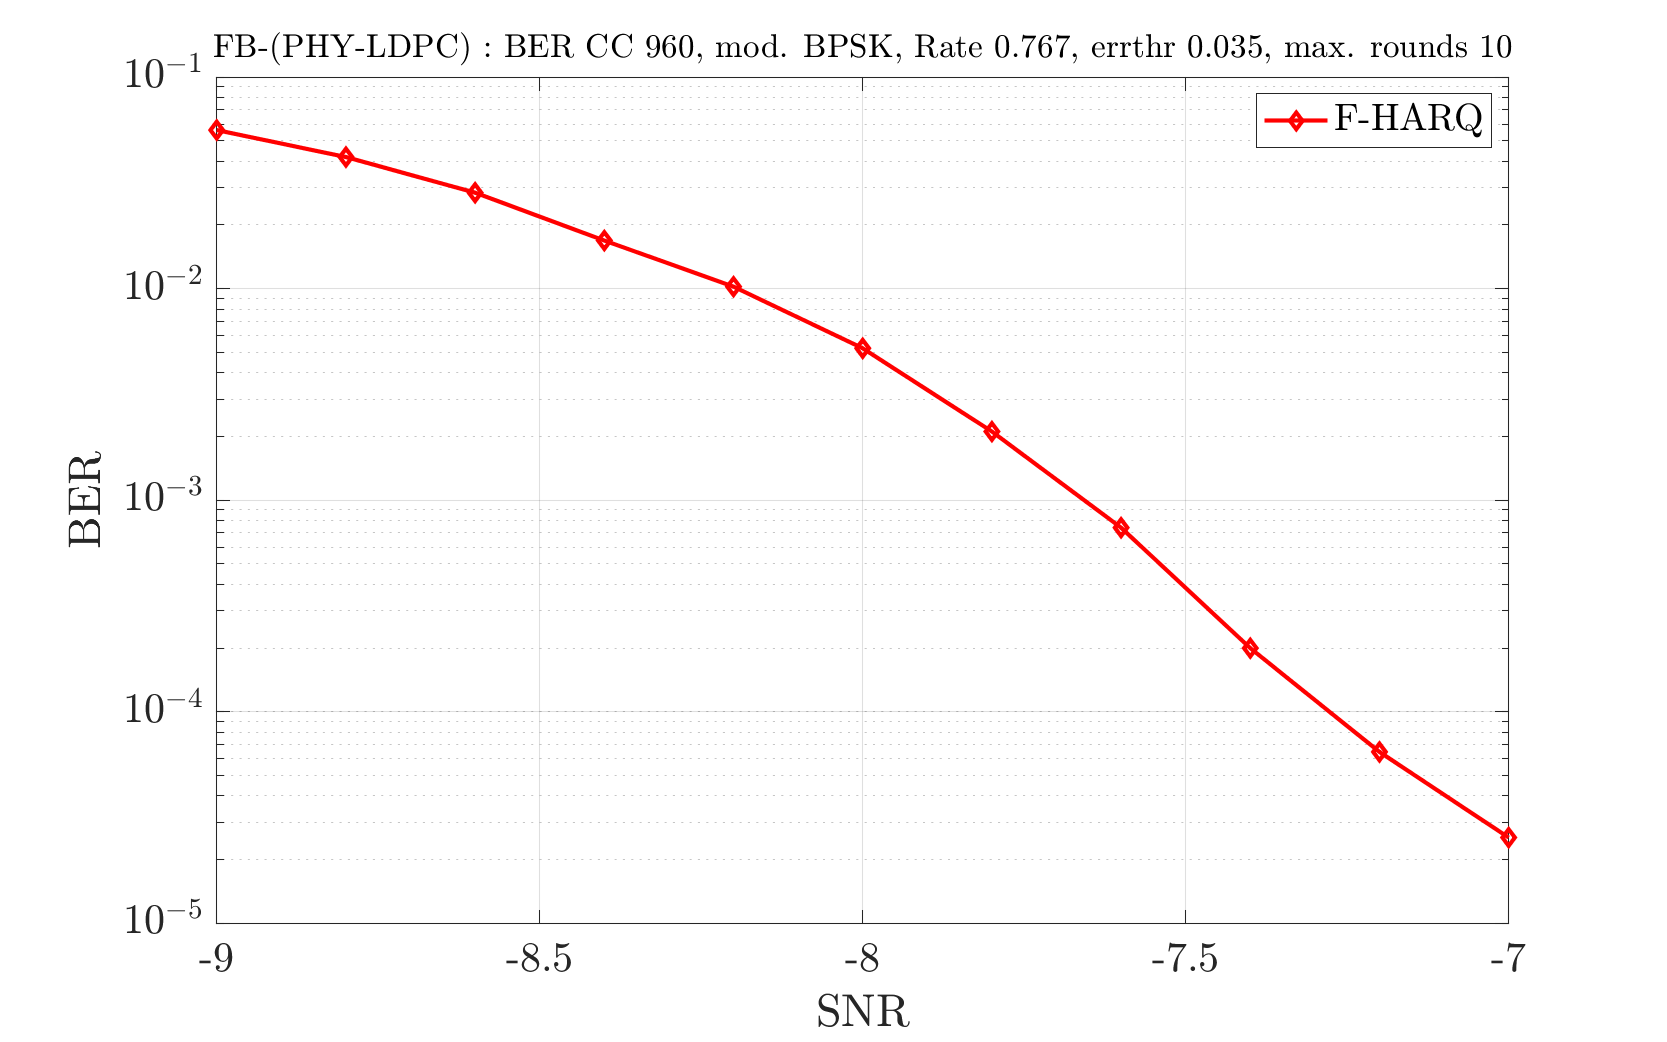 FB-(PHY-LDPC) : BER CC 960, mod. BPSK, Rate 0.767, errthr 0.035, max. rounds 10
F-HARQ
10^{-1}
10^{-2}
10^{-3}
10^{-4}
10^{-5}
BER
-9 -8.5 -8 -7.5 -7
SNR